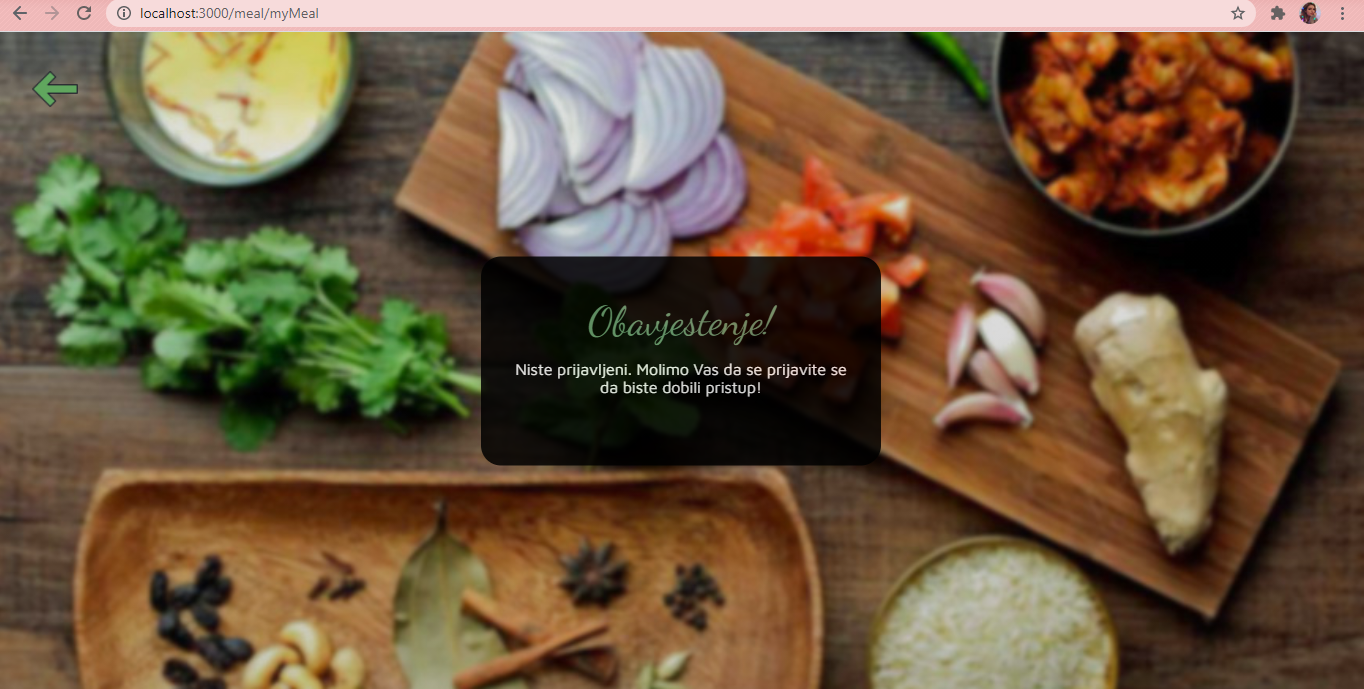 localhost:3000/meal/myMeal
Obavjestenje!
Niste prijavljeni. Molimo Vas da se prijavite se
da biste dobili pristup!